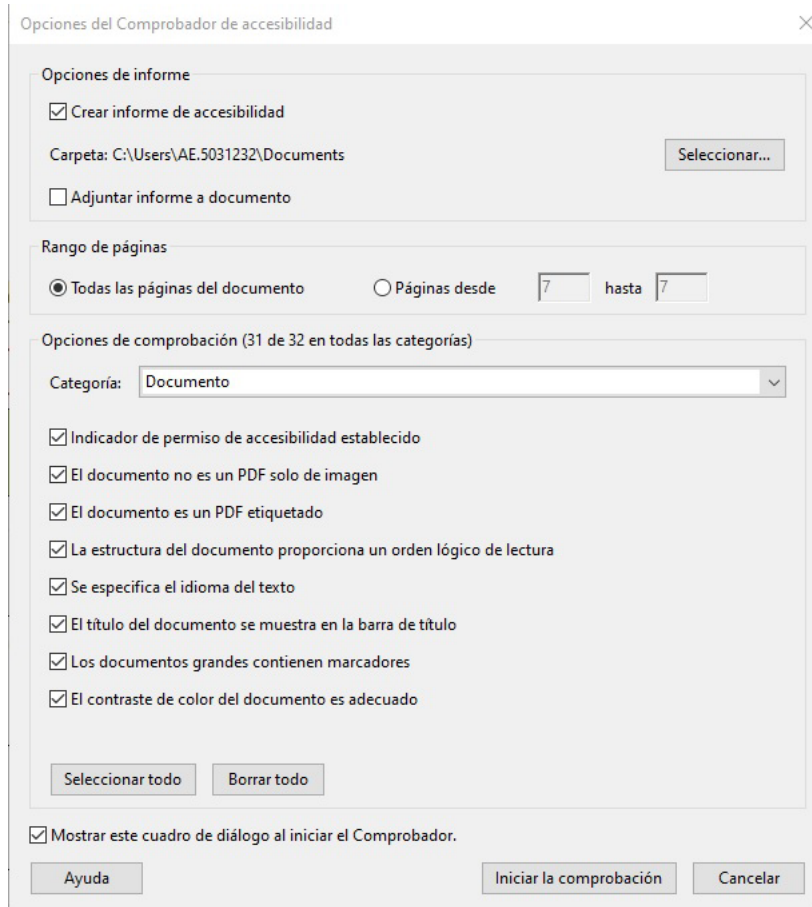 Opciones del Comprobador de accesibilidad
Opciones de informe
Crear informe de accesibilidad
Carpeta: C:\Users\AE.5031232\Documents
Seleccionar...
Adjuntar informe a documento
Rango de páginas
Todas las páginas del documento
Páginas desde 7 hasta 7
Opciones de comprobación (31 de 32 en todas las categorías)
Categoría: Documento
Indicador de permiso de accesibilidad establecido
El documento no es un PDF solo de imagen
El documento es un PDF etiquetado
La estructura del documento proporciona un orden lógico de lectura
Se especifica el idioma del texto
El título del documento se muestra en la barra de título
Los documentos grandes contienen marcadores
El contraste de color del documento es adecuado
Seleccionar todo
Borrar todo
Mostrar este cuadro de diálogo al iniciar el Comprobador.
Ayuda
Iniciar la comprobación
Cancelar